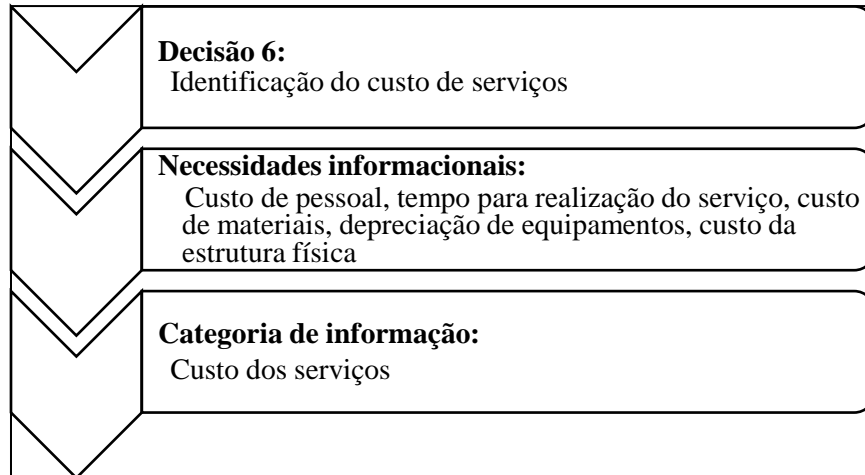 Decisão 6:
Identificação do custo de serviços
Necessidades informacionais:
Custo de pessoal, tempo para realização do serviço, custo
de materiais, depreciação de equipamentos, custo da
estrutura física
Categoria de informação:
Custo dos serviços